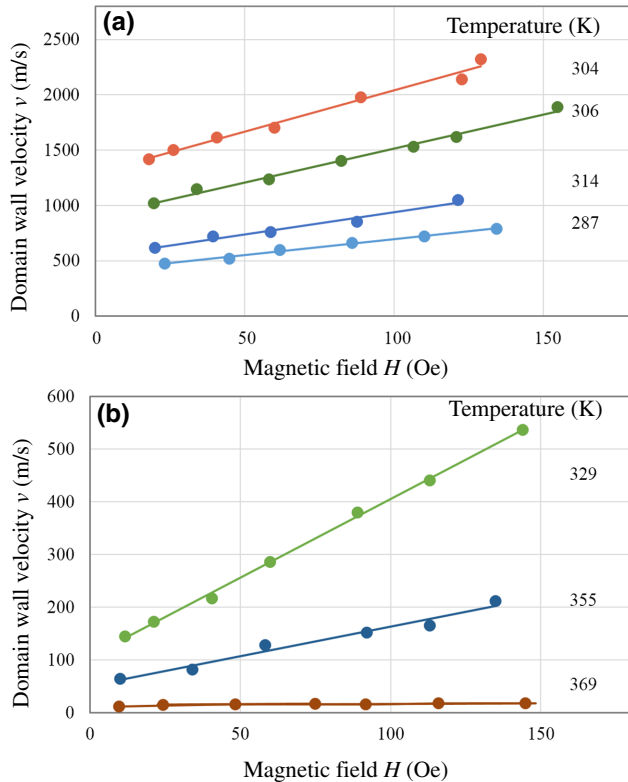 (a)
Temperature (K)
2500
2000
1500
1000
500
0
304
306
314
287
Domain wall velocity v (m/s)
0 50 100 150
Magnetic field H (Oe)
(b)
Temperature (K)
600
500
400
300
200
100
0
329
355
369
Domain wall velocity v (m/s)
0 50 100 150
Magnetic field H (Oe)